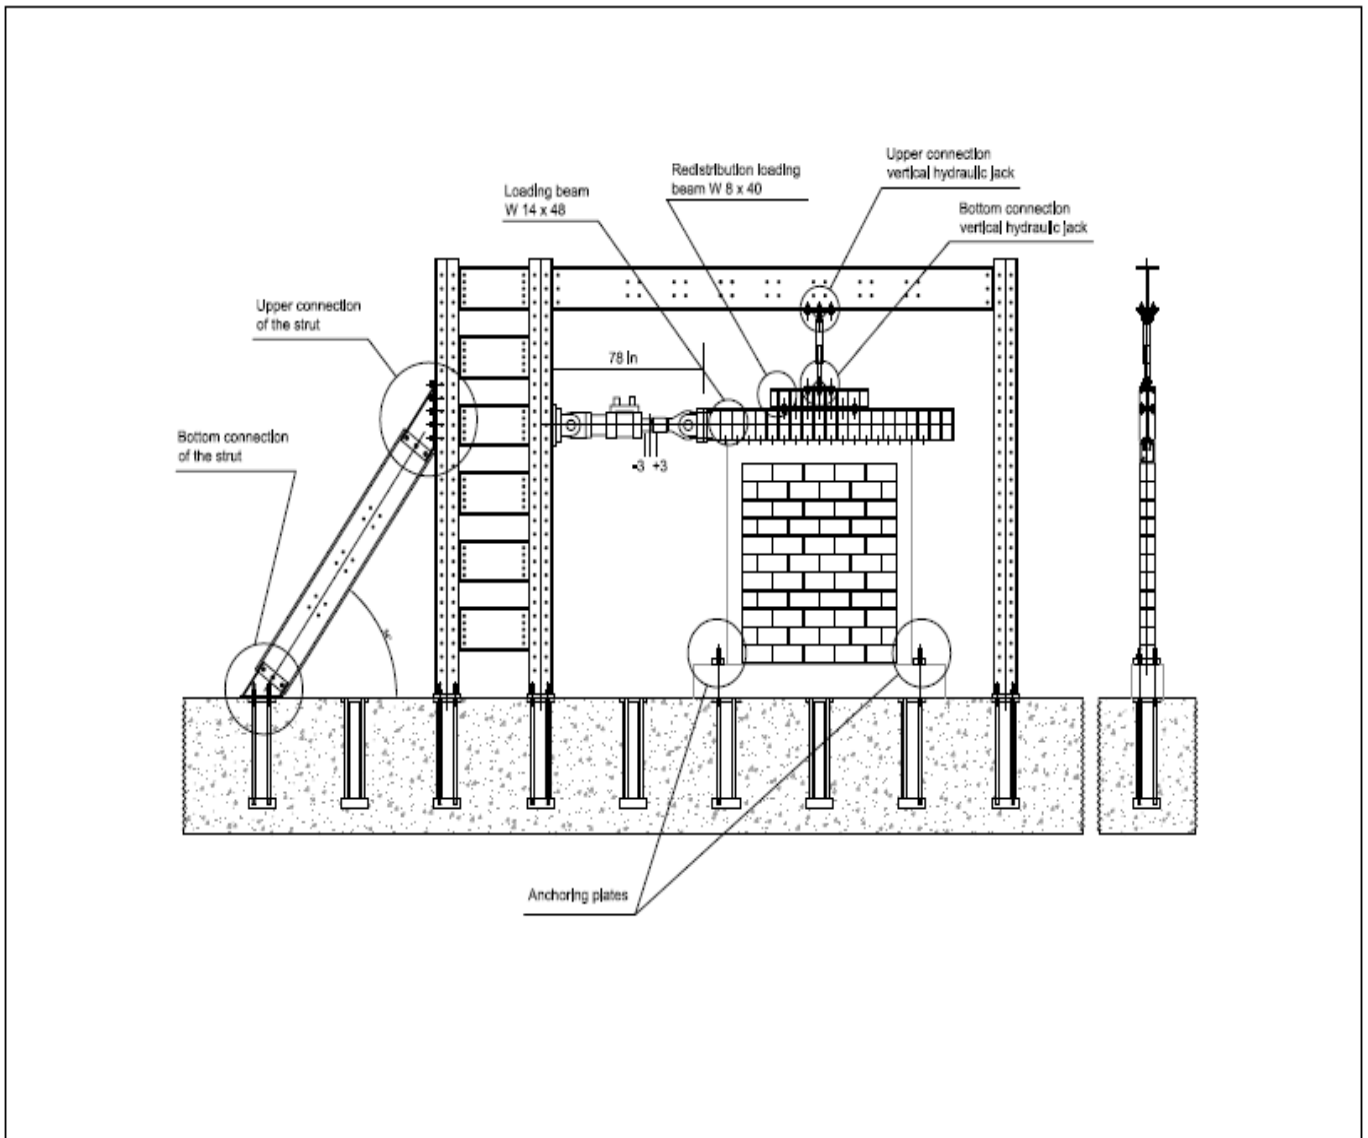 Upper connection
vertical hydraulic jack
Redistribution loading
beam W 8 x 40
Loading beam
W 14 x 48
Bottom connection
vertical hydraulic jack
Upper connection
of the strut
78 in
Bottom connection
of the strut
-3 +3
Anchoring plates